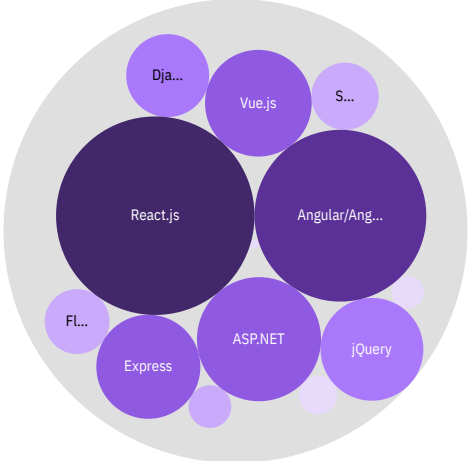 Dja...
Vue.js
S...
React.js
Angular/Ang...
Fl...
Express
ASP.NET
jQuery